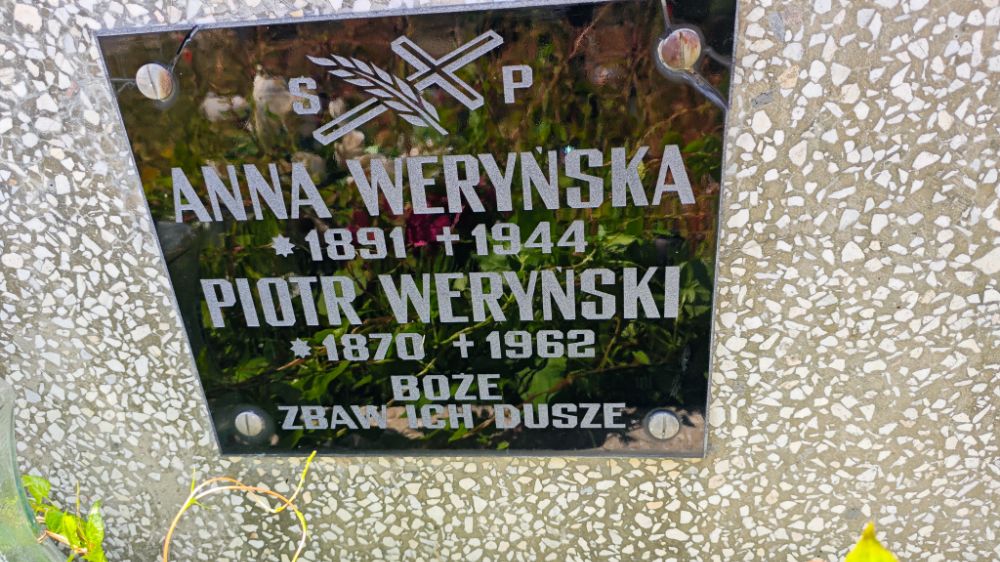 S P
ANNA WERYŃSKA
* 1891 † 1944
PIOTR WERYŃSKI
* 1870 † 1962
BOŻE
ZBAW ICH DUSZE